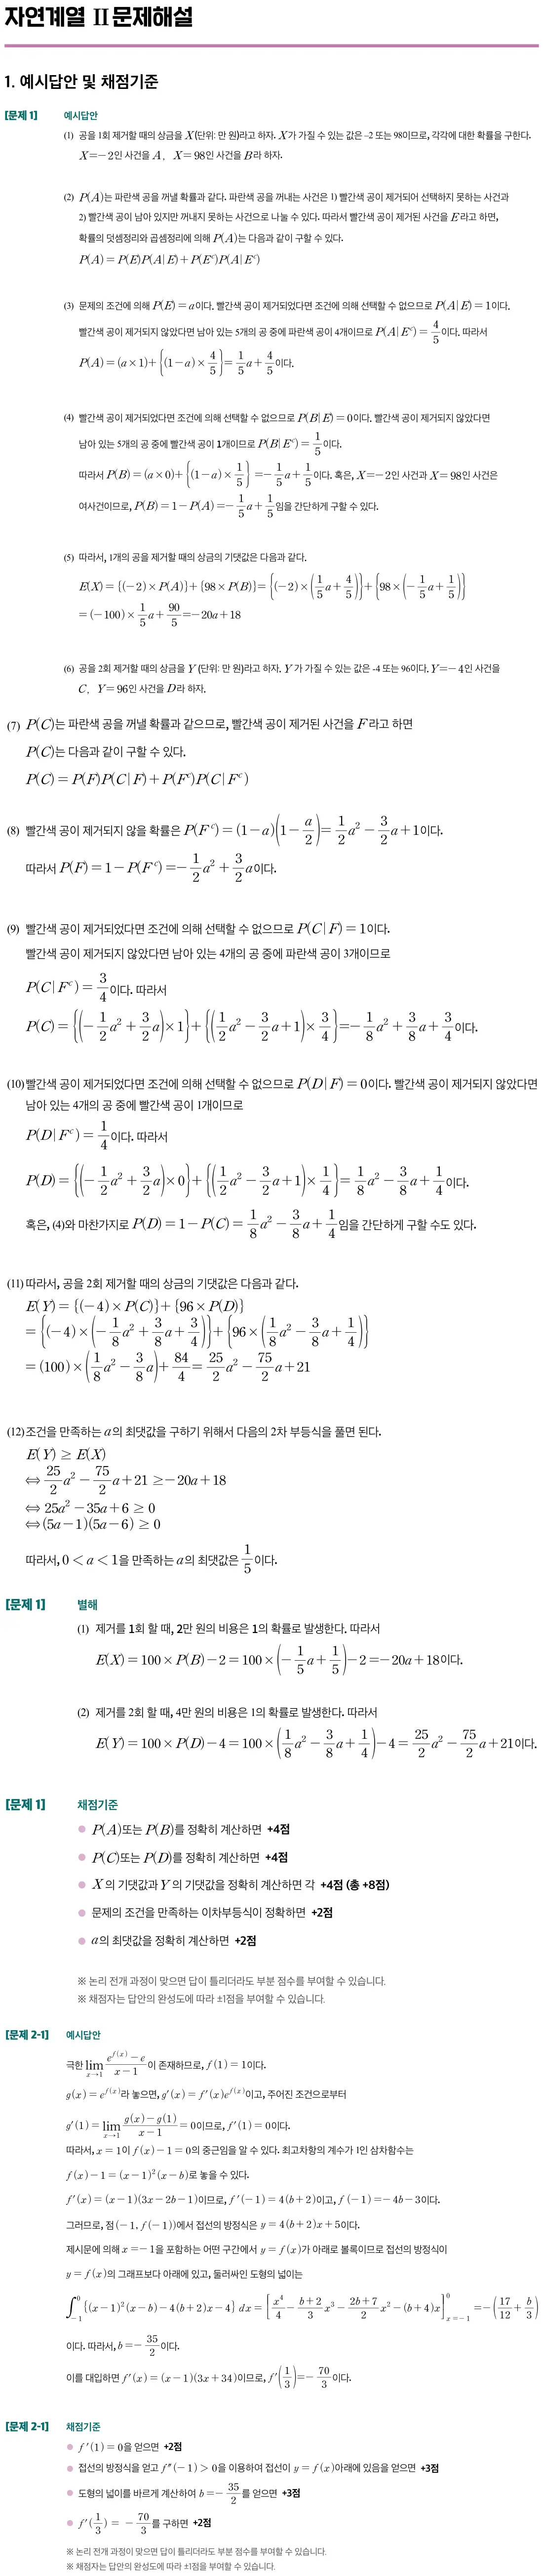 자연계열 Ⅱ 문제해설
1. 예시답안 및 채점기준
[문제 1] 예시답안
(1) 공을 1회 제거할 때의 상금을 X(단위: 만 원)라고 하자. X가 가질 수 있는 값은 –2 또는 98이므로, 각각에 대한 확률을 구한다.
X=−2인 사건을 A, X=98인 사건을 B라 하자.
(2) P(A)는 파란색 공을 꺼낼 확률과 같다. 파란색 공을 꺼내는 사건은 1) 빨간색 공이 제거되어 선택하지 못하는 사건과
2) 빨간색 공이 남아 있지만 꺼내지 못하는 사건으로 나눌 수 있다. 따라서 빨간색 공이 제거된 사건을 E라고 하면,
확률의 덧셈정리와 곱셈정리에 의해 P(A)는 다음과 같이 구할 수 있다.
P(A) = P(E)P(A|E) + P(E^c)P(A|E^c)
(3) 문제의 조건에 의해 P(E) = a이다. 빨간색 공이 제거되었다면 조건에 의해 선택할 수 없으므로 P(A|E) = 1이다.
빨간색 공이 제거되지 않았다면 남아 있는 5개의 공 중에 파란색 공이 4개이므로 P(A|E^c) = 4/5이다. 따라서
P(A) = (a×1) + {(1−a)×4/5} = 1/5 a + 4/5이다.
(4) 빨간색 공이 제거되었다면 조건에 의해 선택할 수 없으므로 P(B|E) = 0이다. 빨간색 공이 제거되지 않았다면
남아 있는 5개의 공 중에 빨간색 공이 1개이므로 P(B|E^c) = 1/5이다.
따라서 P(B) = (a×0) + {(1−a)×1/5} = −1/5 a + 1/5이다. 혹은, X=−2인 사건과 X=98인 사건은
여사건이므로, P(B) = 1−P(A) = −1/5 a + 1/5임을 간단하게 구할 수 있다.
(5) 따라서, 1개의 공을 제거할 때의 상금의 기댓값은 다음과 같다.
E(X) = {(−2)×P(A)} + {98×P(B)} = {(−2)×(1/5 a + 4/5)} + {98×(−1/5 a + 1/5)}
= (−100)×1/5 a + 90/5 = −20a+18
(6) 공을 2회 제거할 때의 상금을 Y (단위: 만 원)라고 하자. Y 가 가질 수 있는 값은 -4 또는 96이다. Y=−4인 사건을
C, Y=96인 사건을 D라 하자.
(7) P(C)는 파란색 공을 꺼낼 확률과 같으므로, 빨간색 공이 제거된 사건을 F 라고 하면
P(C)는 다음과 같이 구할 수 있다.
P(C) = P(F)P(C|F) + P(F^c)P(C|F^c)
(8) 빨간색 공이 제거되지 않을 확률은 P(F^c) = (1−a)(1−a/2) = 1/2 a² − 3/2 a + 1이다.
따라서 P(F) = 1−P(F^c) = −1/2 a² + 3/2 a이다.
(9) 빨간색 공이 제거되었다면 조건에 의해 선택할 수 없으므로 P(C|F) = 1이다.
빨간색 공이 제거되지 않았다면 남아 있는 4개의 공 중에 파란색 공이 3개이므로
P(C|F^c) = 3/4이다. 따라서
P(C) = {(−1/2 a² + 3/2 a)×1} + {(1/2 a² − 3/2 a + 1)×3/4} = −1/8 a² + 3/8 a + 3/4이다.
(10) 빨간색 공이 제거되었다면 조건에 의해 선택할 수 없으므로 P(D|F) = 0이다. 빨간색 공이 제거되지 않았다면
남아 있는 4개의 공 중에 빨간색 공이 1개이므로
P(D|F^c) = 1/4이다. 따라서
P(D) = {(−1/2 a² + 3/2 a)×0} + {(1/2 a² − 3/2 a + 1)×1/4} = 1/8 a² − 3/8 a + 1/4이다.
혹은, (4)와 마찬가지로 P(D) = 1−P(C) = 1/8 a² − 3/8 a + 1/4임을 간단하게 구할 수도 있다.
(11) 따라서, 공을 2회 제거할 때의 상금의 기댓값은 다음과 같다.
E(Y) = {(−4)×P(C)} + {96×P(D)}
= {(−4)×(−1/8 a² + 3/8 a + 3/4)} + {96×(1/8 a² − 3/8 a + 1/4)}
= (100)×(1/8 a² − 3/8 a) + 84/4 = 25/2 a² − 75/2 a + 21
(12) 조건을 만족하는 a의 최댓값을 구하기 위해서 다음의 2차 부등식을 풀면 된다.
E(Y) ≥ E(X)
⇔ 25/2 a² − 75/2 a + 21 ≥ −20a+18
⇔ 25a² − 35a + 6 ≥ 0
⇔ (5a−1)(5a−6) ≥ 0
따라서, 0 < a < 1을 만족하는 a의 최댓값은 1/5이다.
[문제 1] 별해
(1) 제거를 1회 할 때, 2만 원의 비용은 1의 확률로 발생한다. 따라서
E(X) = 100×P(B)−2 = 100×(−1/5 a + 1/5)−2 = −20a+18이다.
(2) 제거를 2회 할 때, 4만 원의 비용은 1의 확률로 발생한다. 따라서
E(Y) = 100×P(D)−4 = 100×(1/8 a² − 3/8 a + 1/4)−4 = 25/2 a² − 75/2 a + 21이다.
[문제 1] 채점기준
● P(A)또는 P(B)를 정확히 계산하면 +4점
● P(C)또는 P(D)를 정확히 계산하면 +4점
● X의 기댓값과 Y의 기댓값을 정확히 계산하면 각 +4점 (총 +8점)
● 문제의 조건을 만족하는 이차부등식이 정확하면 +2점
● a의 최댓값을 정확히 계산하면 +2점
※ 논리 전개 과정이 맞으면 답이 틀리더라도 부분 점수를 부여할 수 있습니다.
※ 채점자는 답안의 완성도에 따라 ±1점을 부여할 수 있습니다.
[문제 2-1] 예시답안
극한 lim x→1 (e^f(x) − e)/(x−1) 이 존재하므로, f(1) = 1이다.
g(x) = e^f(x)라 놓으면, g′(x) = f′(x)e^f(x)이고, 주어진 조건으로부터
g′(1) = lim x→1 (g(x)−g(1))/(x−1) = 0이므로, f′(1) = 0이다.
따라서, x=1이 f(x)−1=0의 중근임을 알 수 있다. 최고차항의 계수가 1인 삼차함수는
f(x)−1 = (x−1)²(x−b)로 놓을 수 있다.
f′(x) = (x−1)(3x−2b−1)이므로, f′(−1) = 4(b+2)이고, f(−1) = −4b−3이다.
그러므로, 점(−1, f(−1))에서 접선의 방정식은 y = 4(b+2)x+5이다.
제시문에 의해 x=−1을 포함하는 어떤 구간에서 y=f(x)가 아래로 볼록이므로 접선의 방정식이
y=f(x)의 그래프보다 아래에 있고, 둘러싸인 도형의 넓이는
∫_−1^0 {(x−1)²(x−b)−4(b+2)x−4} dx = [x⁴/4 − (b+2)/3 x³ − (2b+7)/2 x² − (b+4)x]_x=−1^0 = −(17/12 + b/3)
이다. 따라서, b = −35/2이다.
이를 대입하면 f′(x) = (x−1)(3x+34)이므로, f′(1/3) = −70/3이다.
[문제 2-1] 채점기준
● f′(1) = 0을 얻으면 +2점
● 접선의 방정식을 얻고 f″(−1) > 0을 이용하여 접선이 y=f(x)아래에 있음을 얻으면 +3점
● 도형의 넓이를 바르게 계산하여 b = −35/2를 얻으면 +3점
● f′(1/3) = −70/3를 구하면 +2점
※ 논리 전개 과정이 맞으면 답이 틀리더라도 부분 점수를 부여할 수 있습니다.
※ 채점자는 답안의 완성도에 따라 ±1점을 부여할 수 있습니다.